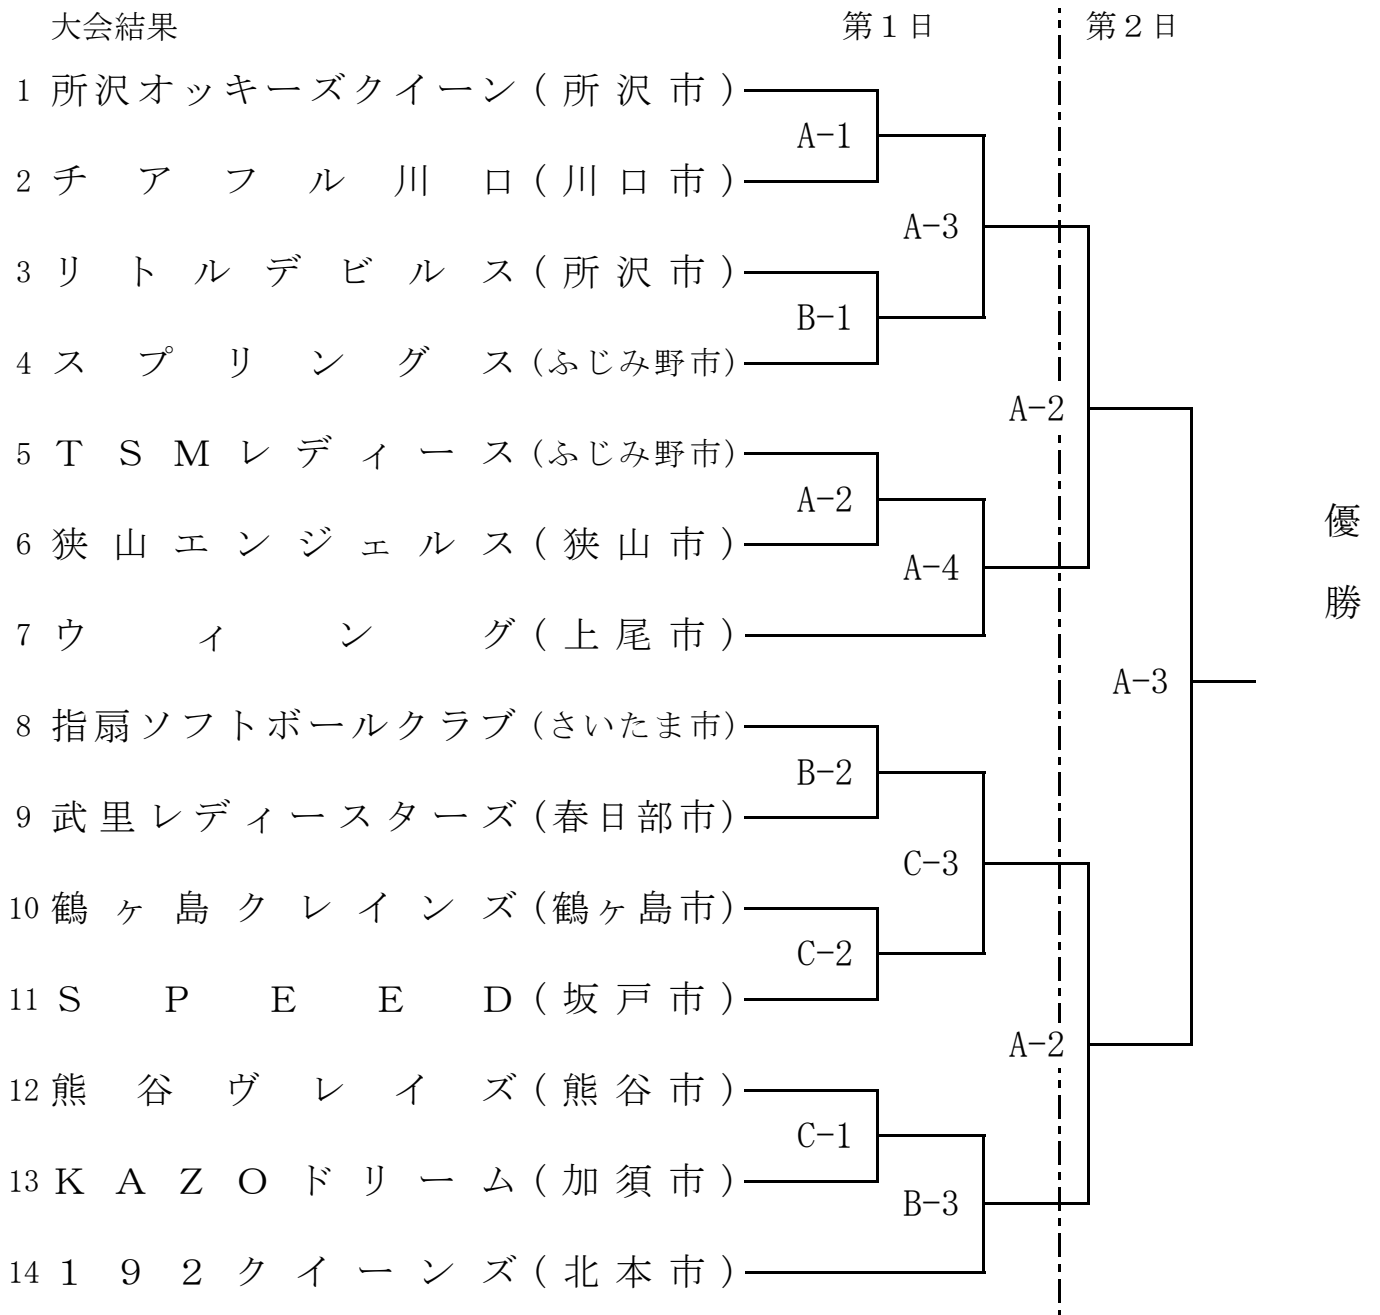 大会結果 第1日 第2日
1 所沢オッキーズクイーン(所沢市)
A-1
2 チアフル川口(川口市)
A-3
3 リトルデビルス(所沢市)
B-1
4 スプリングス(ふじみ野市)
A-2
5 TSMレディース(ふじみ野市)
A-2
優
6 狭山エンジェルス(狭山市)
A-4
勝
7 ウィング(上尾市)
A-3
8 指扇ソフトボールクラブ(さいたま市)
B-2
9 武里レディースターズ(春日部市)
C-3
10 鶴ヶ島クレインズ(鶴ヶ島市)
C-2
11 SPEED(坂戸市)
A-2
12 熊谷ヴレイズ(熊谷市)
C-1
13 KAZOドリーム(加須市)
B-3
14 192クイーンズ(北本市)